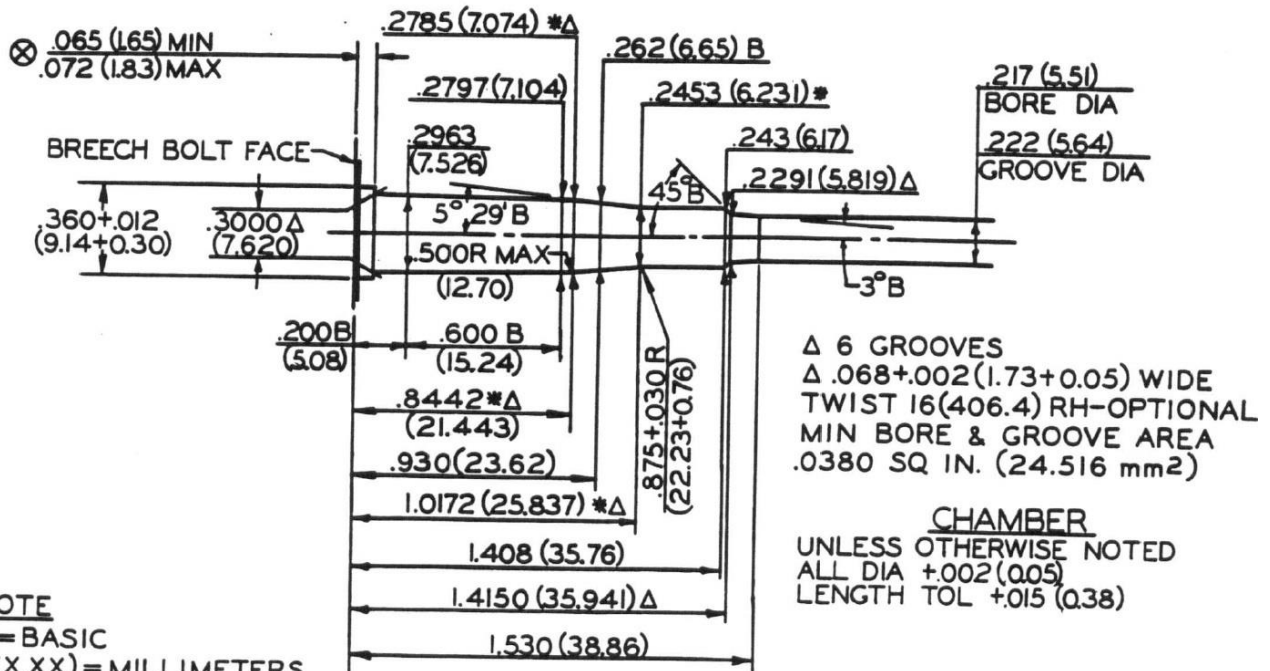 .2785 (7.074) *Δ
⊗ .065 (1.65) MIN
.072 (1.83) MAX
.262 (6.65) B
.2797 (7.104)
.2453 (6.231) *
.217 (5.51)
BORE DIA
.222 (5.64)
GROOVE DIA
BREECH BOLT FACE
.2963
(7.526)
.243 (6.17)
45°B
.2291 (5.819) Δ
.360+.012
(9.14+0.30)
.3000 Δ
(7.620)
5° 29' B
.500R MAX
(12.70)
3°B
.200B
(5.08)
.600 B
(15.24)
.8442 *Δ
(21.443)
.875+.030 R
(22.23+0.76)
.930 (23.62)
1.0172 (25.837) *Δ
1.408 (35.76)
1.4150 (35.941) Δ
1.530 (38.86)
Δ 6 GROOVES
Δ .068+.002 (1.73+0.05) WIDE
TWIST 16 (406.4) RH-OPTIONAL
MIN BORE & GROOVE AREA
.0380 SQ IN. (24.516 mm2)
CHAMBER
UNLESS OTHERWISE NOTED
ALL DIA +.002 (0.05)
LENGTH TOL +.015 (0.38)
= BASIC
= MILLIMETERS